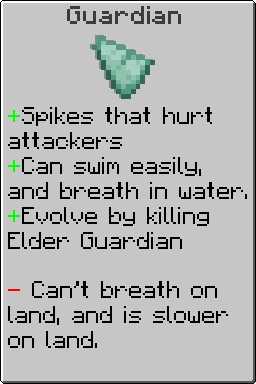 Guardian
+Spikes that hurt
attackers
+Can swim easily,
and breath in water.
+Evolve by killing
Elder Guardian
- Can't breath on
land, and is slower
on land.